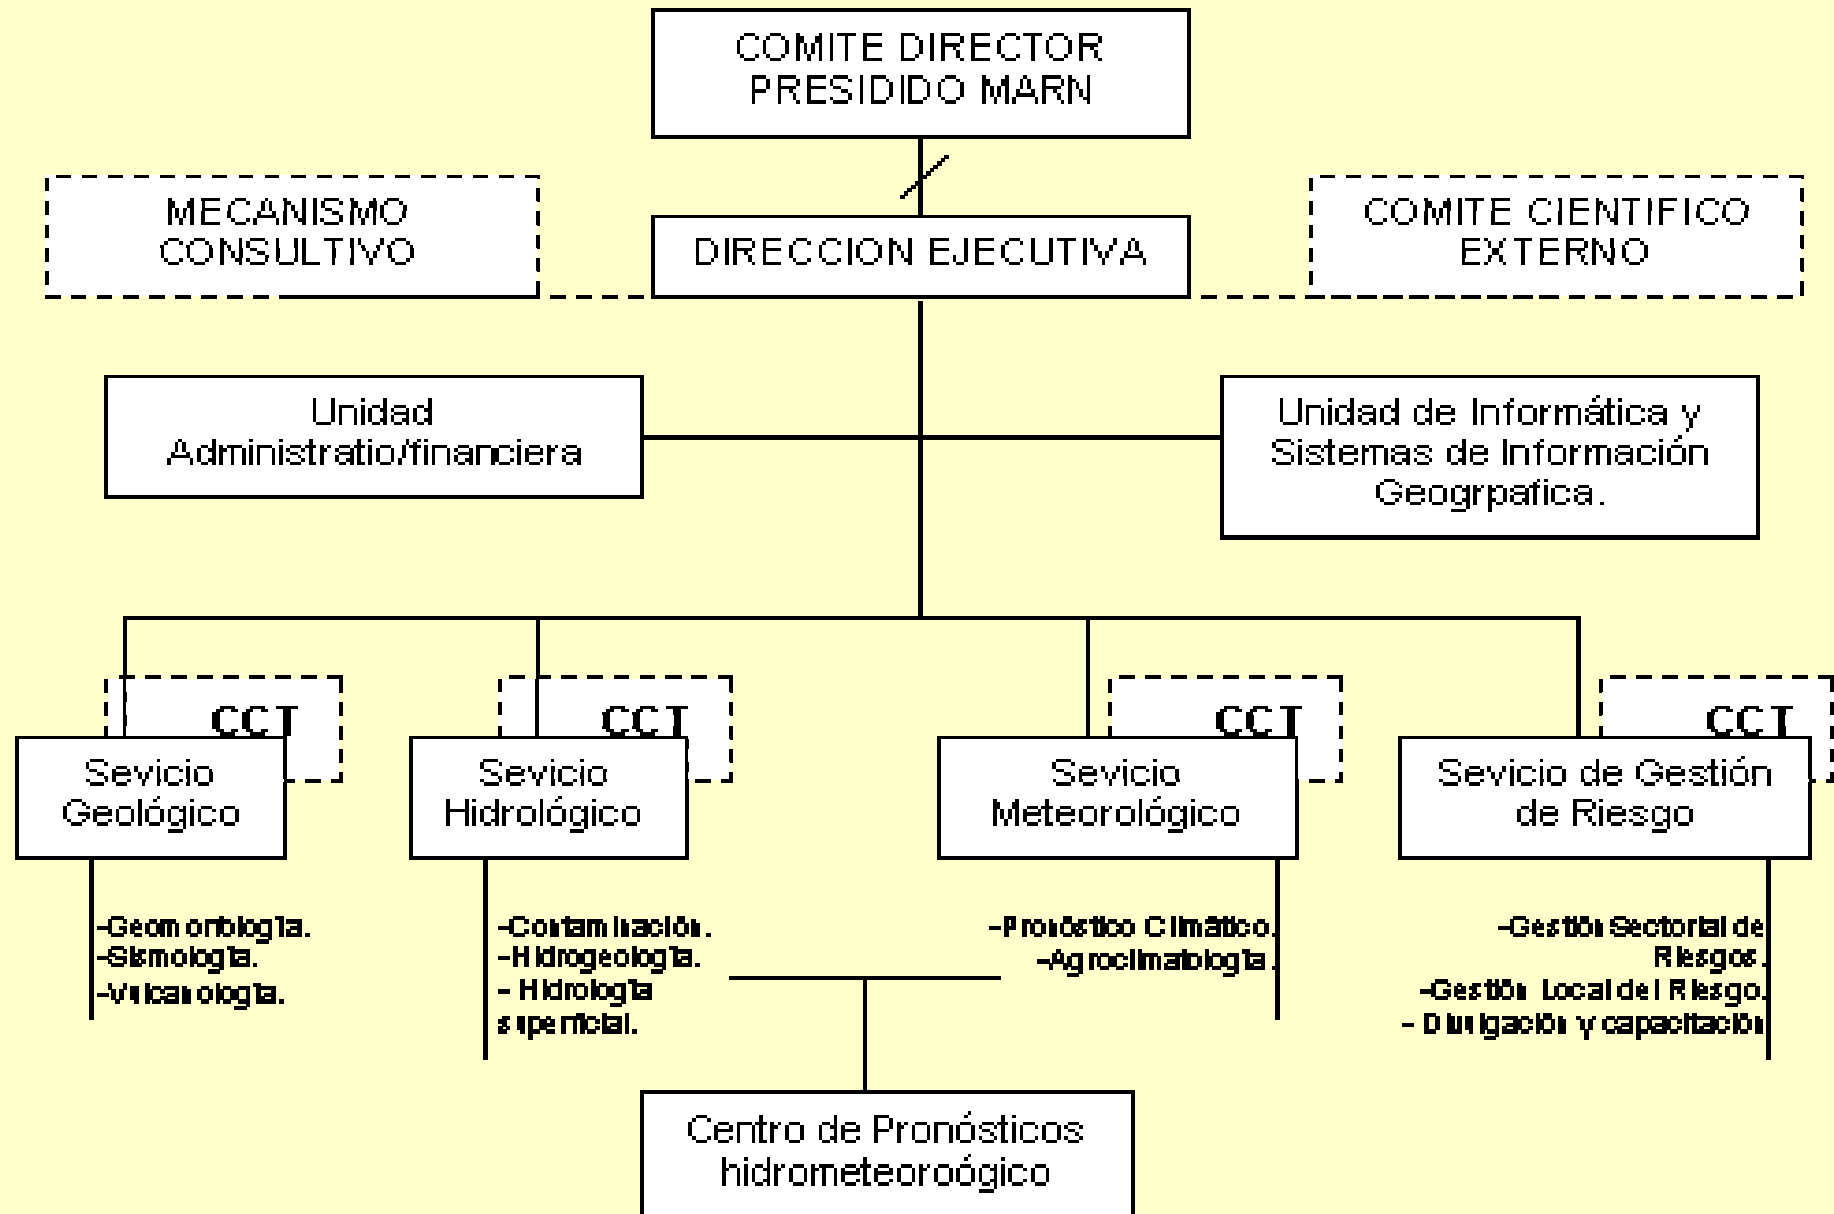 COMITE DIRECTOR
PRESIDIDO MARN
MECANISMO
CONSULTIVO
DIRECCION EJECUTIVA
COMITE CIENTIFICO
EXTERNO
Unidad
Administratio/financiera
Unidad de Informática y
Sistemas de Información
Geogrpafica.
CCT
CCT
CCT
CCT
Sevicio
Geológico
Sevicio
Hidrológico
Sevicio
Meteorológico
Sevicio de Gestión
de Riesgo
-Geomorfología.
-Sismología.
-Vulcanología.
-Contaminación.
-Hidrogeología.
- Hidrología
superficial.
-Pronóstico Climático.
-Agroclimatología.
-Gestión Sectorial de
Riesgos.
-Gestión Local del Riesgo.
- Divulgación y capacitación
Centro de Pronósticos
hidrometeoroógico